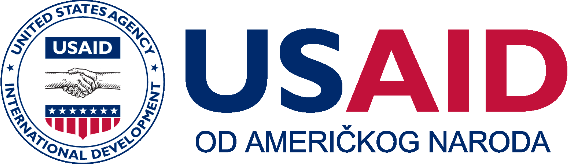 UNITED STATES AGENCY
USAID
INTERNATIONAL DEVELOPMENT
USAID
OD AMERIČKOG NARODA